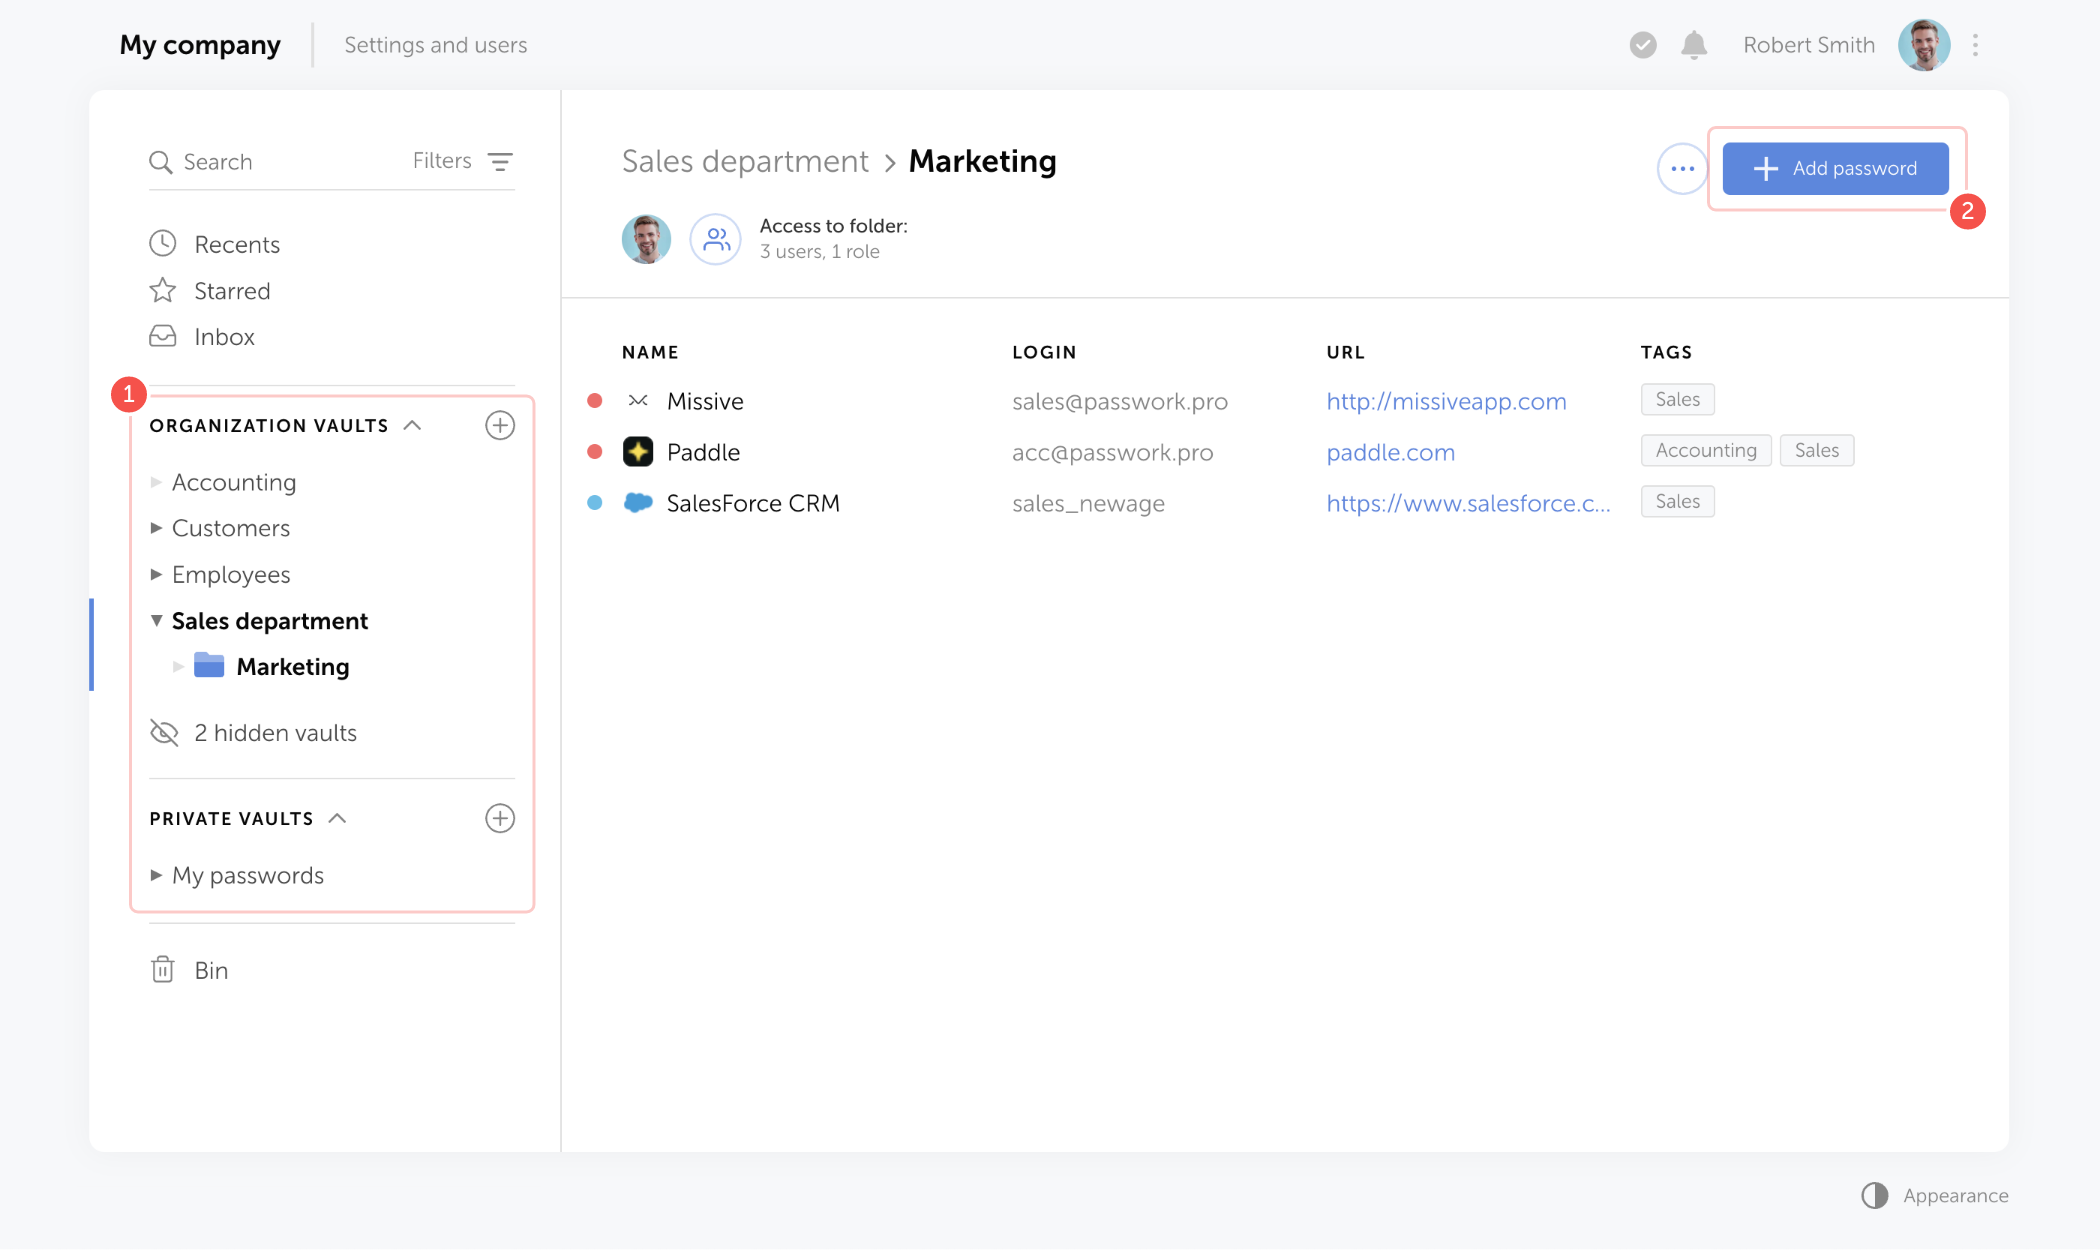 My company
Settings and users
Robert Smith
Search
Filters
Recents
Starred
Inbox
1
ORGANIZATION VAULTS
Accounting
Customers
Employees
Sales department
Marketing
2 hidden vaults
PRIVATE VAULTS
My passwords
Bin
Sales department > Marketing
Add password
2
Access to folder:
3 users, 1 role
NAME LOGIN URL TAGS
Missive sales@passwork.pro http://missiveapp.com Sales
Paddle acc@passwork.pro paddle.com Accounting Sales
SalesForce CRM sales_newage https://www.salesforce.c... Sales
Appearance